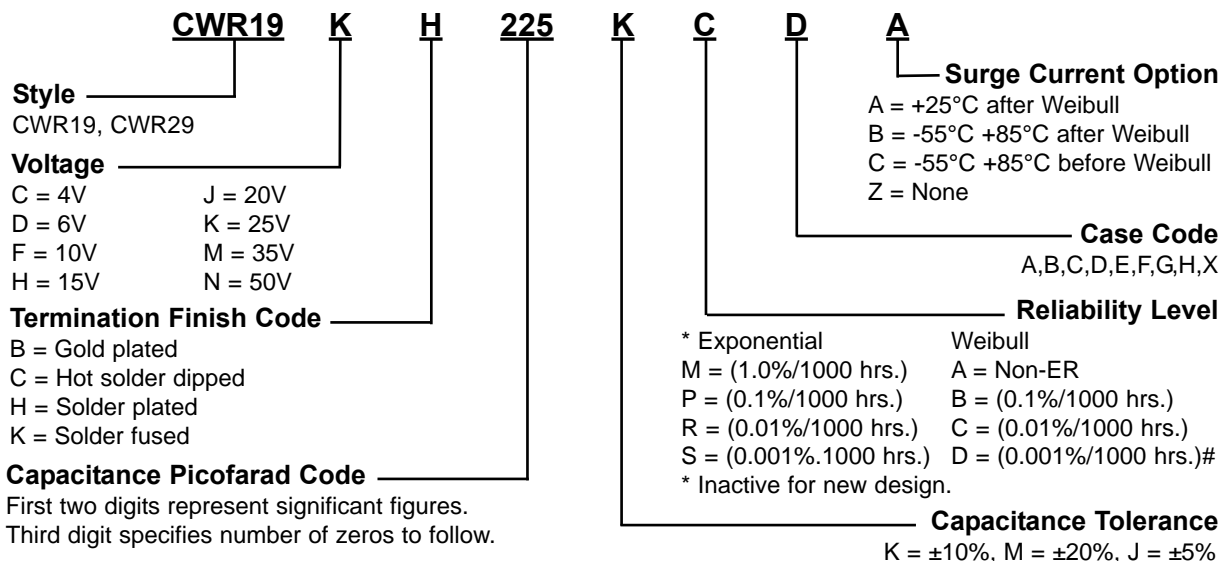 CWR19 K H 225 K C D A
Style
CWR19, CWR29
Voltage
C = 4V J = 20V
D = 6V K = 25V
F = 10V M = 35V
H = 15V N = 50V
Termination Finish Code
B = Gold plated
C = Hot solder dipped
H = Solder plated
K = Solder fused
Capacitance Picofarad Code
First two digits represent significant figures.
Third digit specifies number of zeros to follow.
Surge Current Option
A = +25°C after Weibull
B = -55°C +85°C after Weibull
C = -55°C +85°C before Weibull
Z = None
Case Code
A,B,C,D,E,F,G,H,X
Reliability Level
* Exponential Weibull
M = (1.0%/1000 hrs.) A = Non-ER
P = (0.1%/1000 hrs.) B = (0.1%/1000 hrs.)
R = (0.01%/1000 hrs.) C = (0.01%/1000 hrs.)
S = (0.001%.1000 hrs.) D = (0.001%/1000 hrs.)#
* Inactive for new design.
Capacitance Tolerance
K = ±10%, M = ±20%, J = ±5%